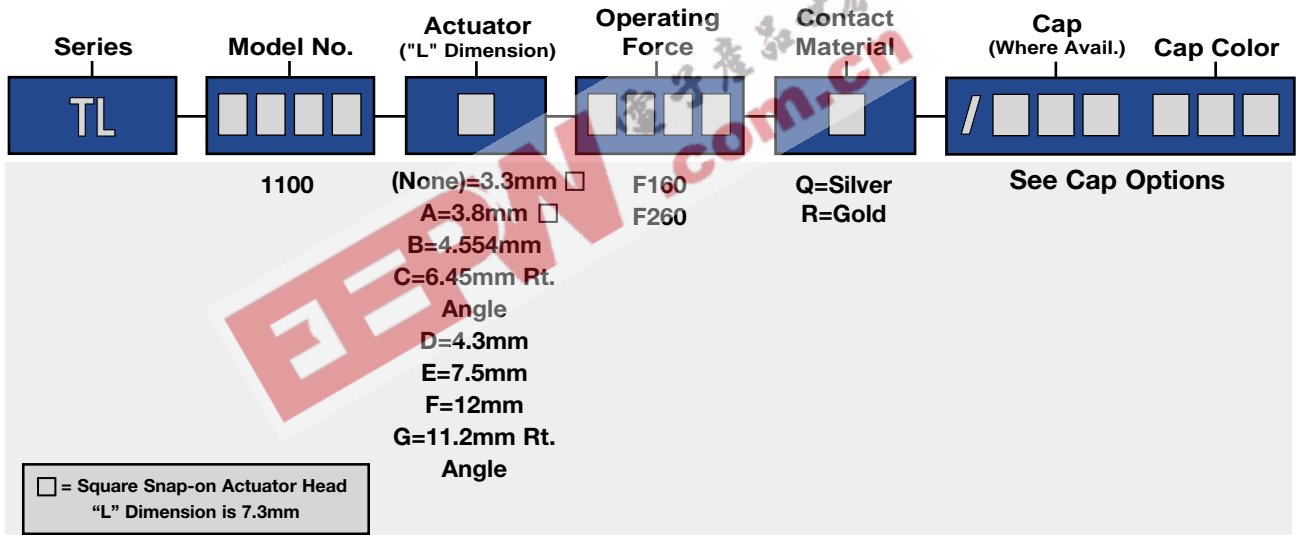 Series
Model No.
Actuator
("L" Dimension)
Operating
Force
Contact
Material
Cap
(Where Avail.)
Cap Color
TL
/
1100
(None)=3.3mm □
A=3.8mm □
B=4.554mm
C=6.45mm Rt.
Angle
D=4.3mm
E=7.5mm
F=12mm
G=11.2mm Rt.
Angle
F160
F260
Q=Silver
R=Gold
See Cap Options
□ = Square Snap-on Actuator Head
“L” Dimension is 7.3mm
EEPW
.com.cn